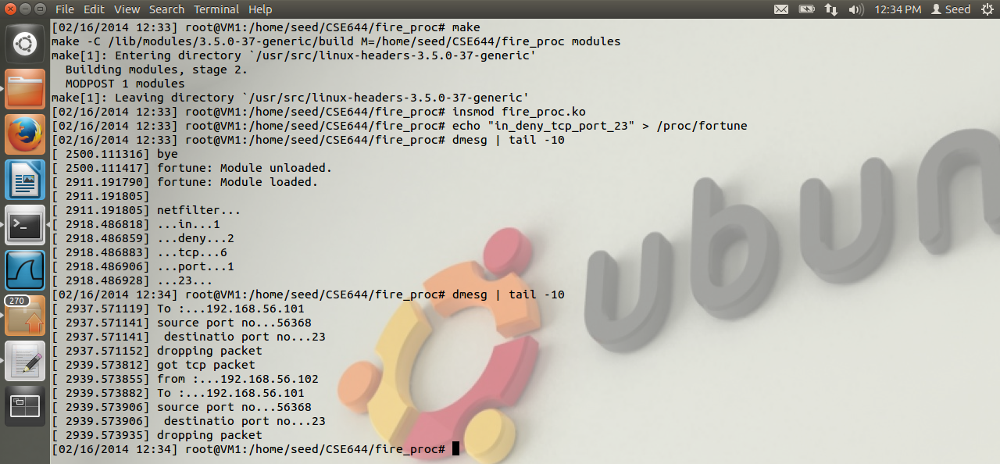 File Edit View Search Terminal Help 12:34 PM Seed
[02/16/2014 12:33] root@VM1:/home/seed/CSE644/fire_proc# make
make -C /lib/modules/3.5.0-37-generic/build M=/home/seed/CSE644/fire_proc modules
make[1]: Entering directory `/usr/src/linux-headers-3.5.0-37-generic'
  Building modules, stage 2.
  MODPOST 1 modules
make[1]: Leaving directory `/usr/src/linux-headers-3.5.0-37-generic'
[02/16/2014 12:33] root@VM1:/home/seed/CSE644/fire_proc# insmod fire_proc.ko
[02/16/2014 12:33] root@VM1:/home/seed/CSE644/fire_proc# echo "in_deny_tcp_port_23" > /proc/fortune
[02/16/2014 12:33] root@VM1:/home/seed/CSE644/fire_proc# dmesg | tail -10
[ 2500.111316] bye
[ 2500.111417] fortune: Module unloaded.
[ 2911.191790] fortune: Module loaded.
[ 2911.191805]
[ 2911.191805] netfilter...
[ 2918.486818] ...in...1
[ 2918.486859] ...deny...2
[ 2918.486883] ...tcp...6
[ 2918.486906] ...port...1
[ 2918.486928] ...23...
[02/16/2014 12:34] root@VM1:/home/seed/CSE644/fire_proc# dmesg | tail -10
[ 2937.571119] To :...192.168.56.101
[ 2937.571141] source port no...56368
[ 2937.571141]  destinatio port no...23
[ 2937.571152] dropping packet
[ 2939.573812] got tcp packet
[ 2939.573855] from :...192.168.56.102
[ 2939.573882] To :...192.168.56.101
[ 2939.573906] source port no...56368
[ 2939.573906]  destinatio port no...23
[ 2939.573935] dropping packet
[02/16/2014 12:34] root@VM1:/home/seed/CSE644/fire_proc#
270
ubun